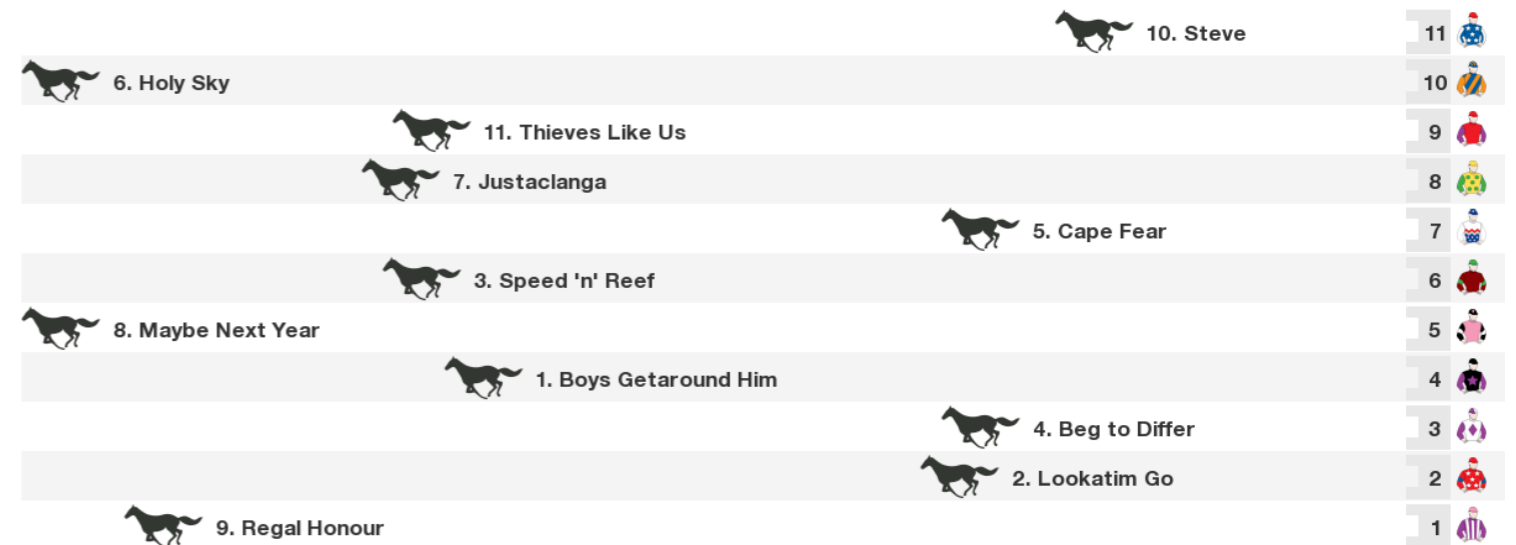 10. Steve 11
6. Holy Sky 10
11. Thieves Like Us 9
7. Justaclanga 8
5. Cape Fear 7
3. Speed 'n' Reef 6
8. Maybe Next Year 5
1. Boys Getaround Him 4
4. Beg to Differ 3
2. Lookatim Go 2
9. Regal Honour 1